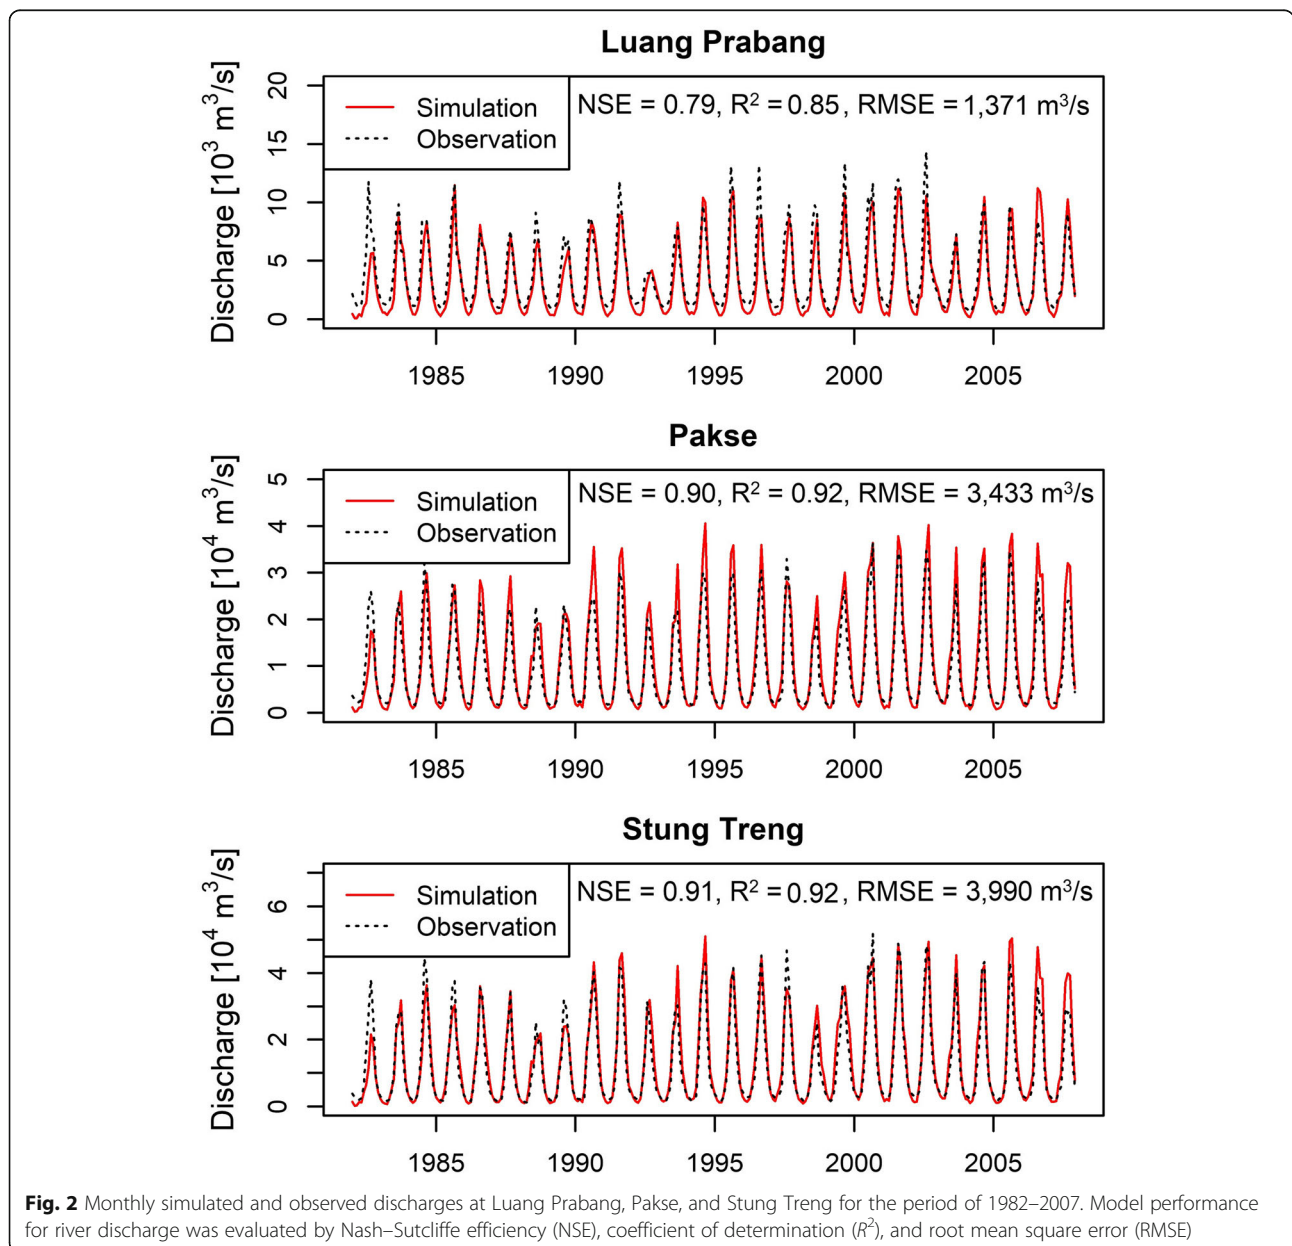 Luang Prabang
Discharge [10³ m³/s]
20
15
10
5
0
Simulation
Observation
NSE = 0.79, R² = 0.85, RMSE = 1,371 m³/s
1985 1990 1995 2000 2005
Pakse
Discharge [10⁴ m³/s]
5
4
3
2
1
0
Simulation
Observation
NSE = 0.90, R² = 0.92, RMSE = 3,433 m³/s
1985 1990 1995 2000 2005
Stung Treng
Discharge [10⁴ m³/s]
6
4
2
0
Simulation
Observation
NSE = 0.91, R² = 0.92, RMSE = 3,990 m³/s
1985 1990 1995 2000 2005
Fig. 2 Monthly simulated and observed discharges at Luang Prabang, Pakse, and Stung Treng for the period of 1982–2007. Model performance
for river discharge was evaluated by Nash–Sutcliffe efficiency (NSE), coefficient of determination (R²), and root mean square error (RMSE)